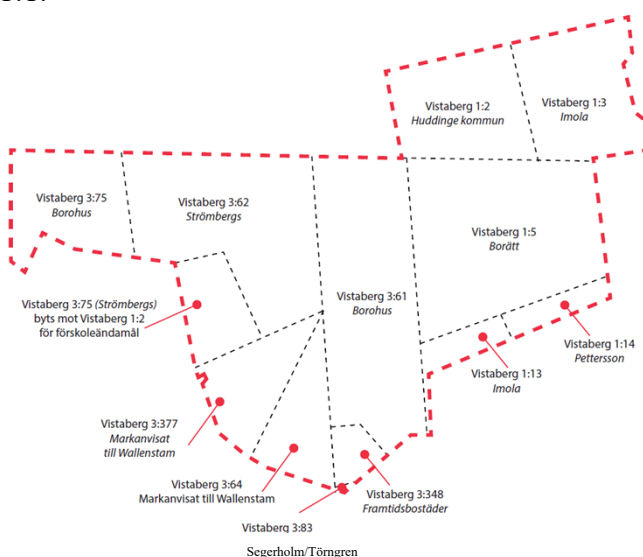 Vistaberg 1:2
Huddinge kommun
Vistaberg 1:3
Imola
Vistaberg 3:75
Borohus
Vistaberg 3:62
Strömbergs
Vistaberg 1:5
Borätt
Vistaberg 3:61
Borohus
Vistaberg 3:75 (Strömbergs)
byts mot Vistaberg 1:2
för förskoleändamål
Vistaberg 1:14
Pettersson
Vistaberg 1:13
Imola
Vistaberg 3:377
Markanvisat
till Wallenstam
Vistaberg 3:64
Markanvisat till Wallenstam
Vistaberg 3:348
Framtidsbostäder
Vistaberg 3:83
Segerholm/Törngren